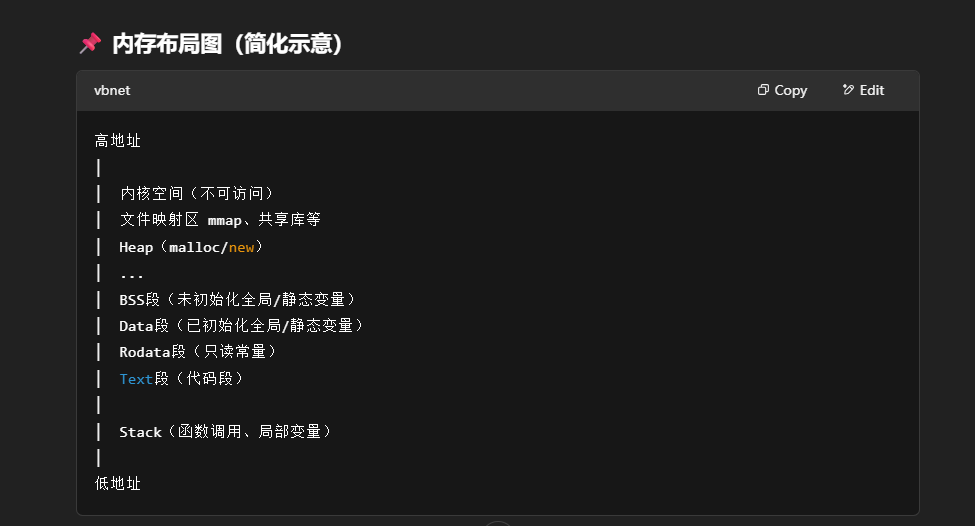 📌 内存布局图（简化示意）
vbnet Copy Edit
高地址
|
| 内核空间（不可访问）
| 文件映射区 mmap、共享库等
| Heap（malloc/new）
| ...
| BSS段（未初始化全局/静态变量）
| Data段（已初始化全局/静态变量）
| Rodata段（只读常量）
| Text段（代码段）
|
| Stack（函数调用、局部变量）
|
低地址